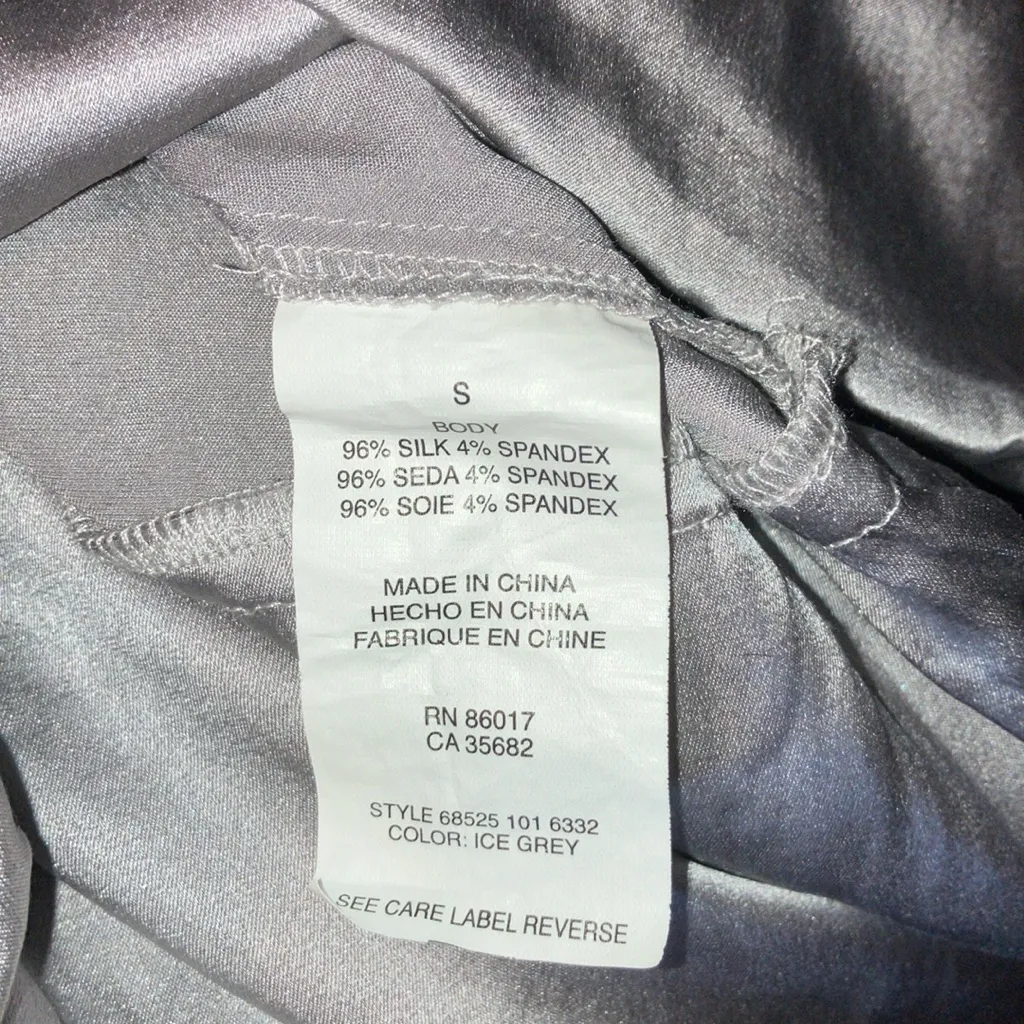 S
BODY
96% SILK 4% SPANDEX
96% SEDA 4% SPANDEX
96% SOIE 4% SPANDEX
MADE IN CHINA
HECHO EN CHINA
FABRIQUE EN CHINE
RN 86017
CA 35682
STYLE 68525 101 6332
COLOR: ICE GREY
SEE CARE LABEL REVERSE